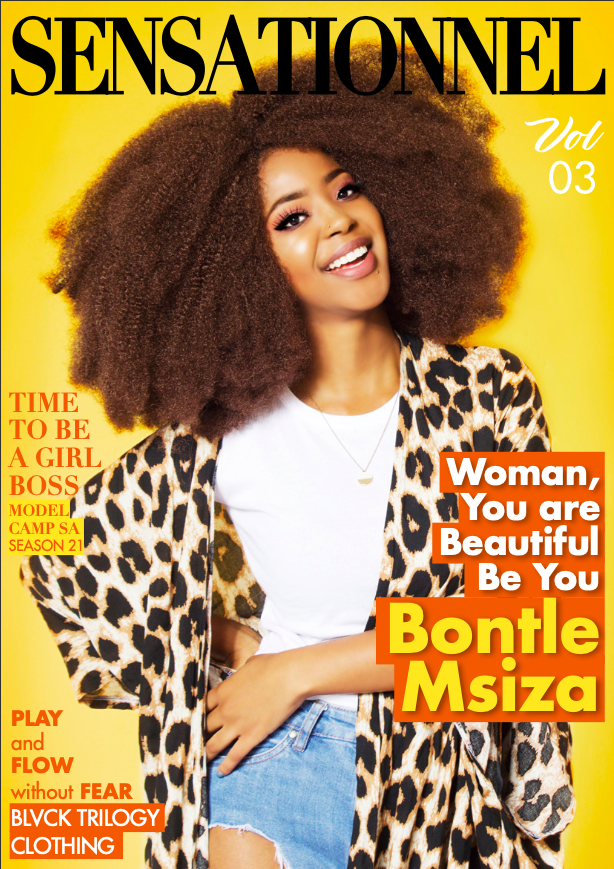 SENSATIONNEL
Vol
03
TIME
TO BE
A GIRL
BOSS
MODEL
CAMP SA
SEASON 21
Woman,
You are
Beautiful
Be You
Bontle
Msiza
PLAY
and
FLOW
without FEAR
BLVCK TRILOGY
CLOTHING